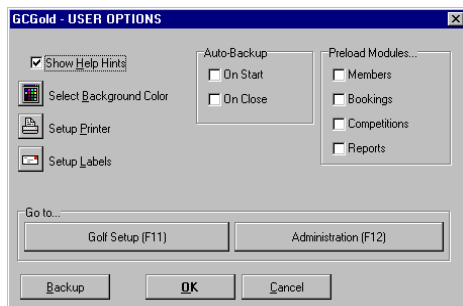 GCGold - USER OPTIONS
Show Help Hints
Select Background Color
Setup Printer
Setup Labels
Auto-Backup
On Start
On Close
Preload Modules...
Members
Bookings
Competitions
Reports
Go to...
Golf Setup (F11)
Administration (F12)
Backup
OK
Cancel